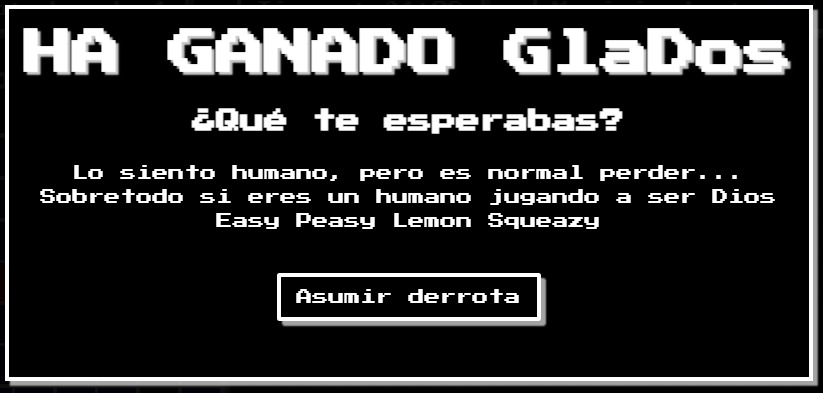 HA GANADO GlaDos
¿Qué te esperabas?
Lo siento humano, pero es normal perder...
Sobretodo si eres un humano jugando a ser Dios
Easy Peasy Lemon Squeazy
Asumir derrota